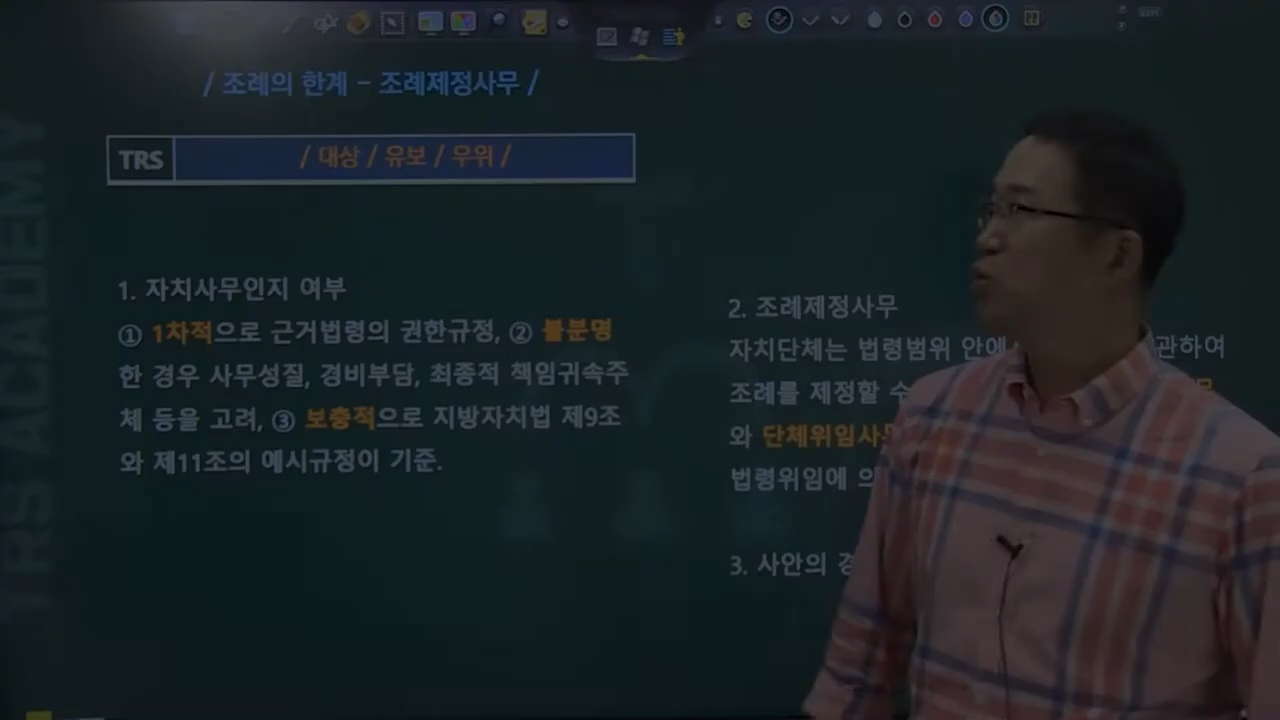 / 조례의 한계 - 조례제정사무 /
TRS / 대상 / 유보 / 우위 /
1. 자치사무인지 여부
① 1차적으로 근거법령의 권한규정, ② 불분명
한 경우 사무성질, 경비부담, 최종적 책임귀속주
체 등을 고려, ③ 보충적으로 지방자치법 제9조
와 제11조의 예시규정이 기준.
2. 조례제정사무
자치단체는 법령범위 안에 관하여
조례를 제정할 수
와 단체위임사무
법령위임에
3. 사안의
TRS ACADEMY
EXIT